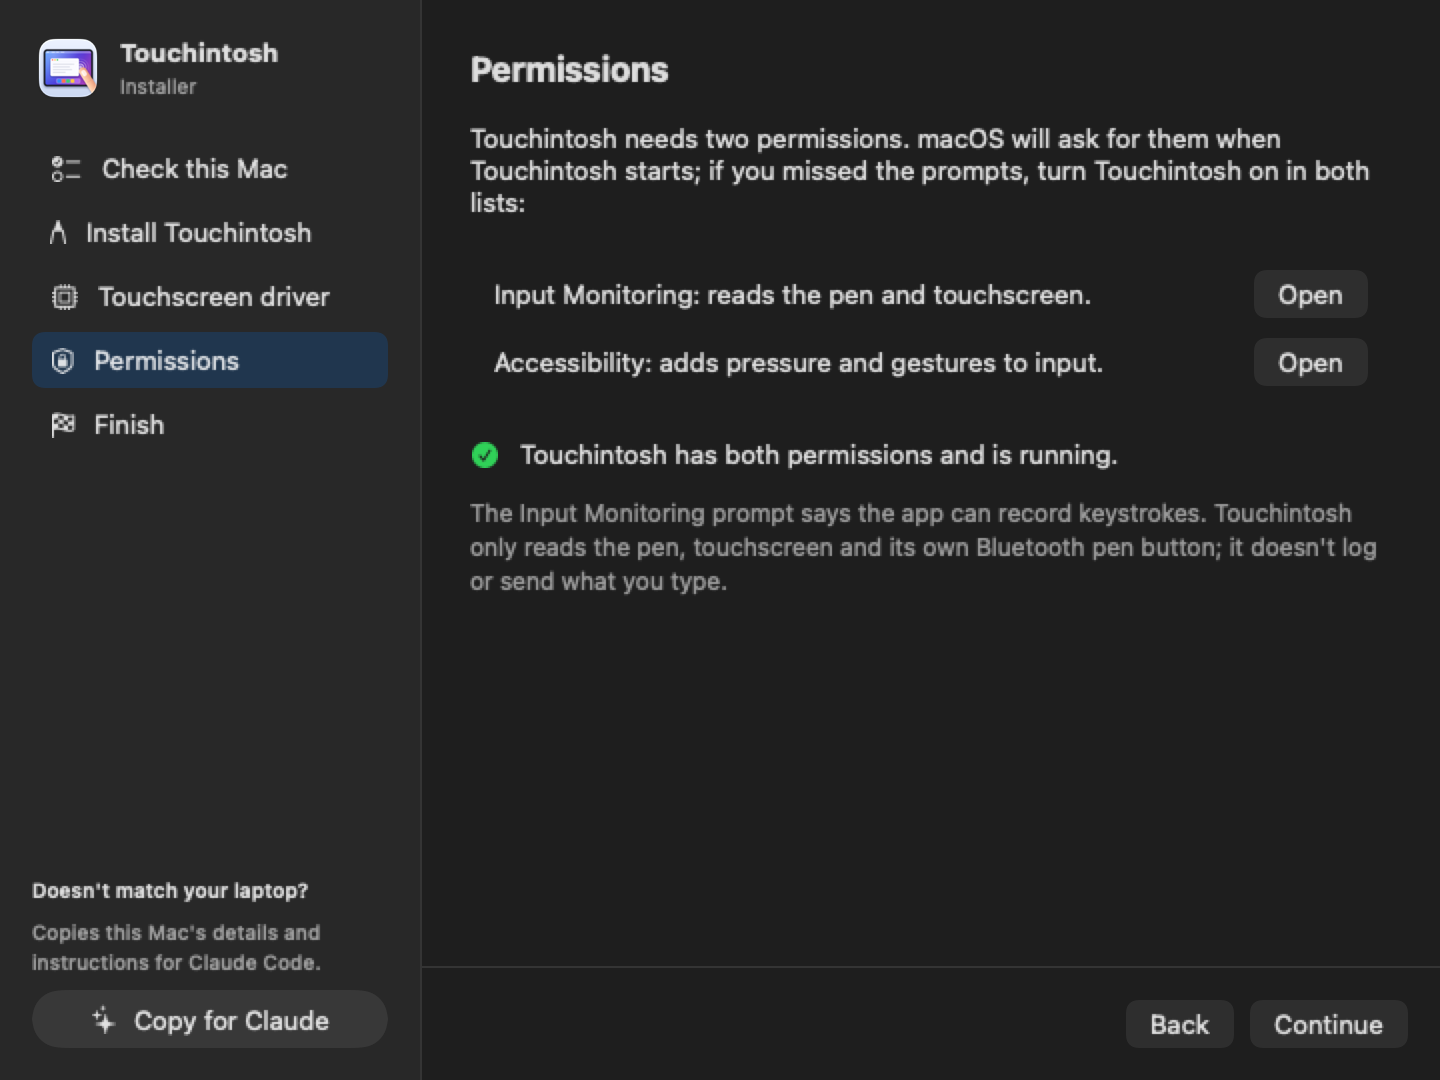 Touchintosh
Installer
Check this Mac
Install Touchintosh
Touchscreen driver
Permissions
Finish
Doesn't match your laptop?
Copies this Mac's details and
instructions for Claude Code.
Copy for Claude
Permissions
Touchintosh needs two permissions. macOS will ask for them when
Touchintosh starts; if you missed the prompts, turn Touchintosh on in both
lists:
Input Monitoring: reads the pen and touchscreen.
Open
Accessibility: adds pressure and gestures to input.
Open
Touchintosh has both permissions and is running.
The Input Monitoring prompt says the app can record keystrokes. Touchintosh
only reads the pen, touchscreen and its own Bluetooth pen button; it doesn't log
or send what you type.
Back
Continue